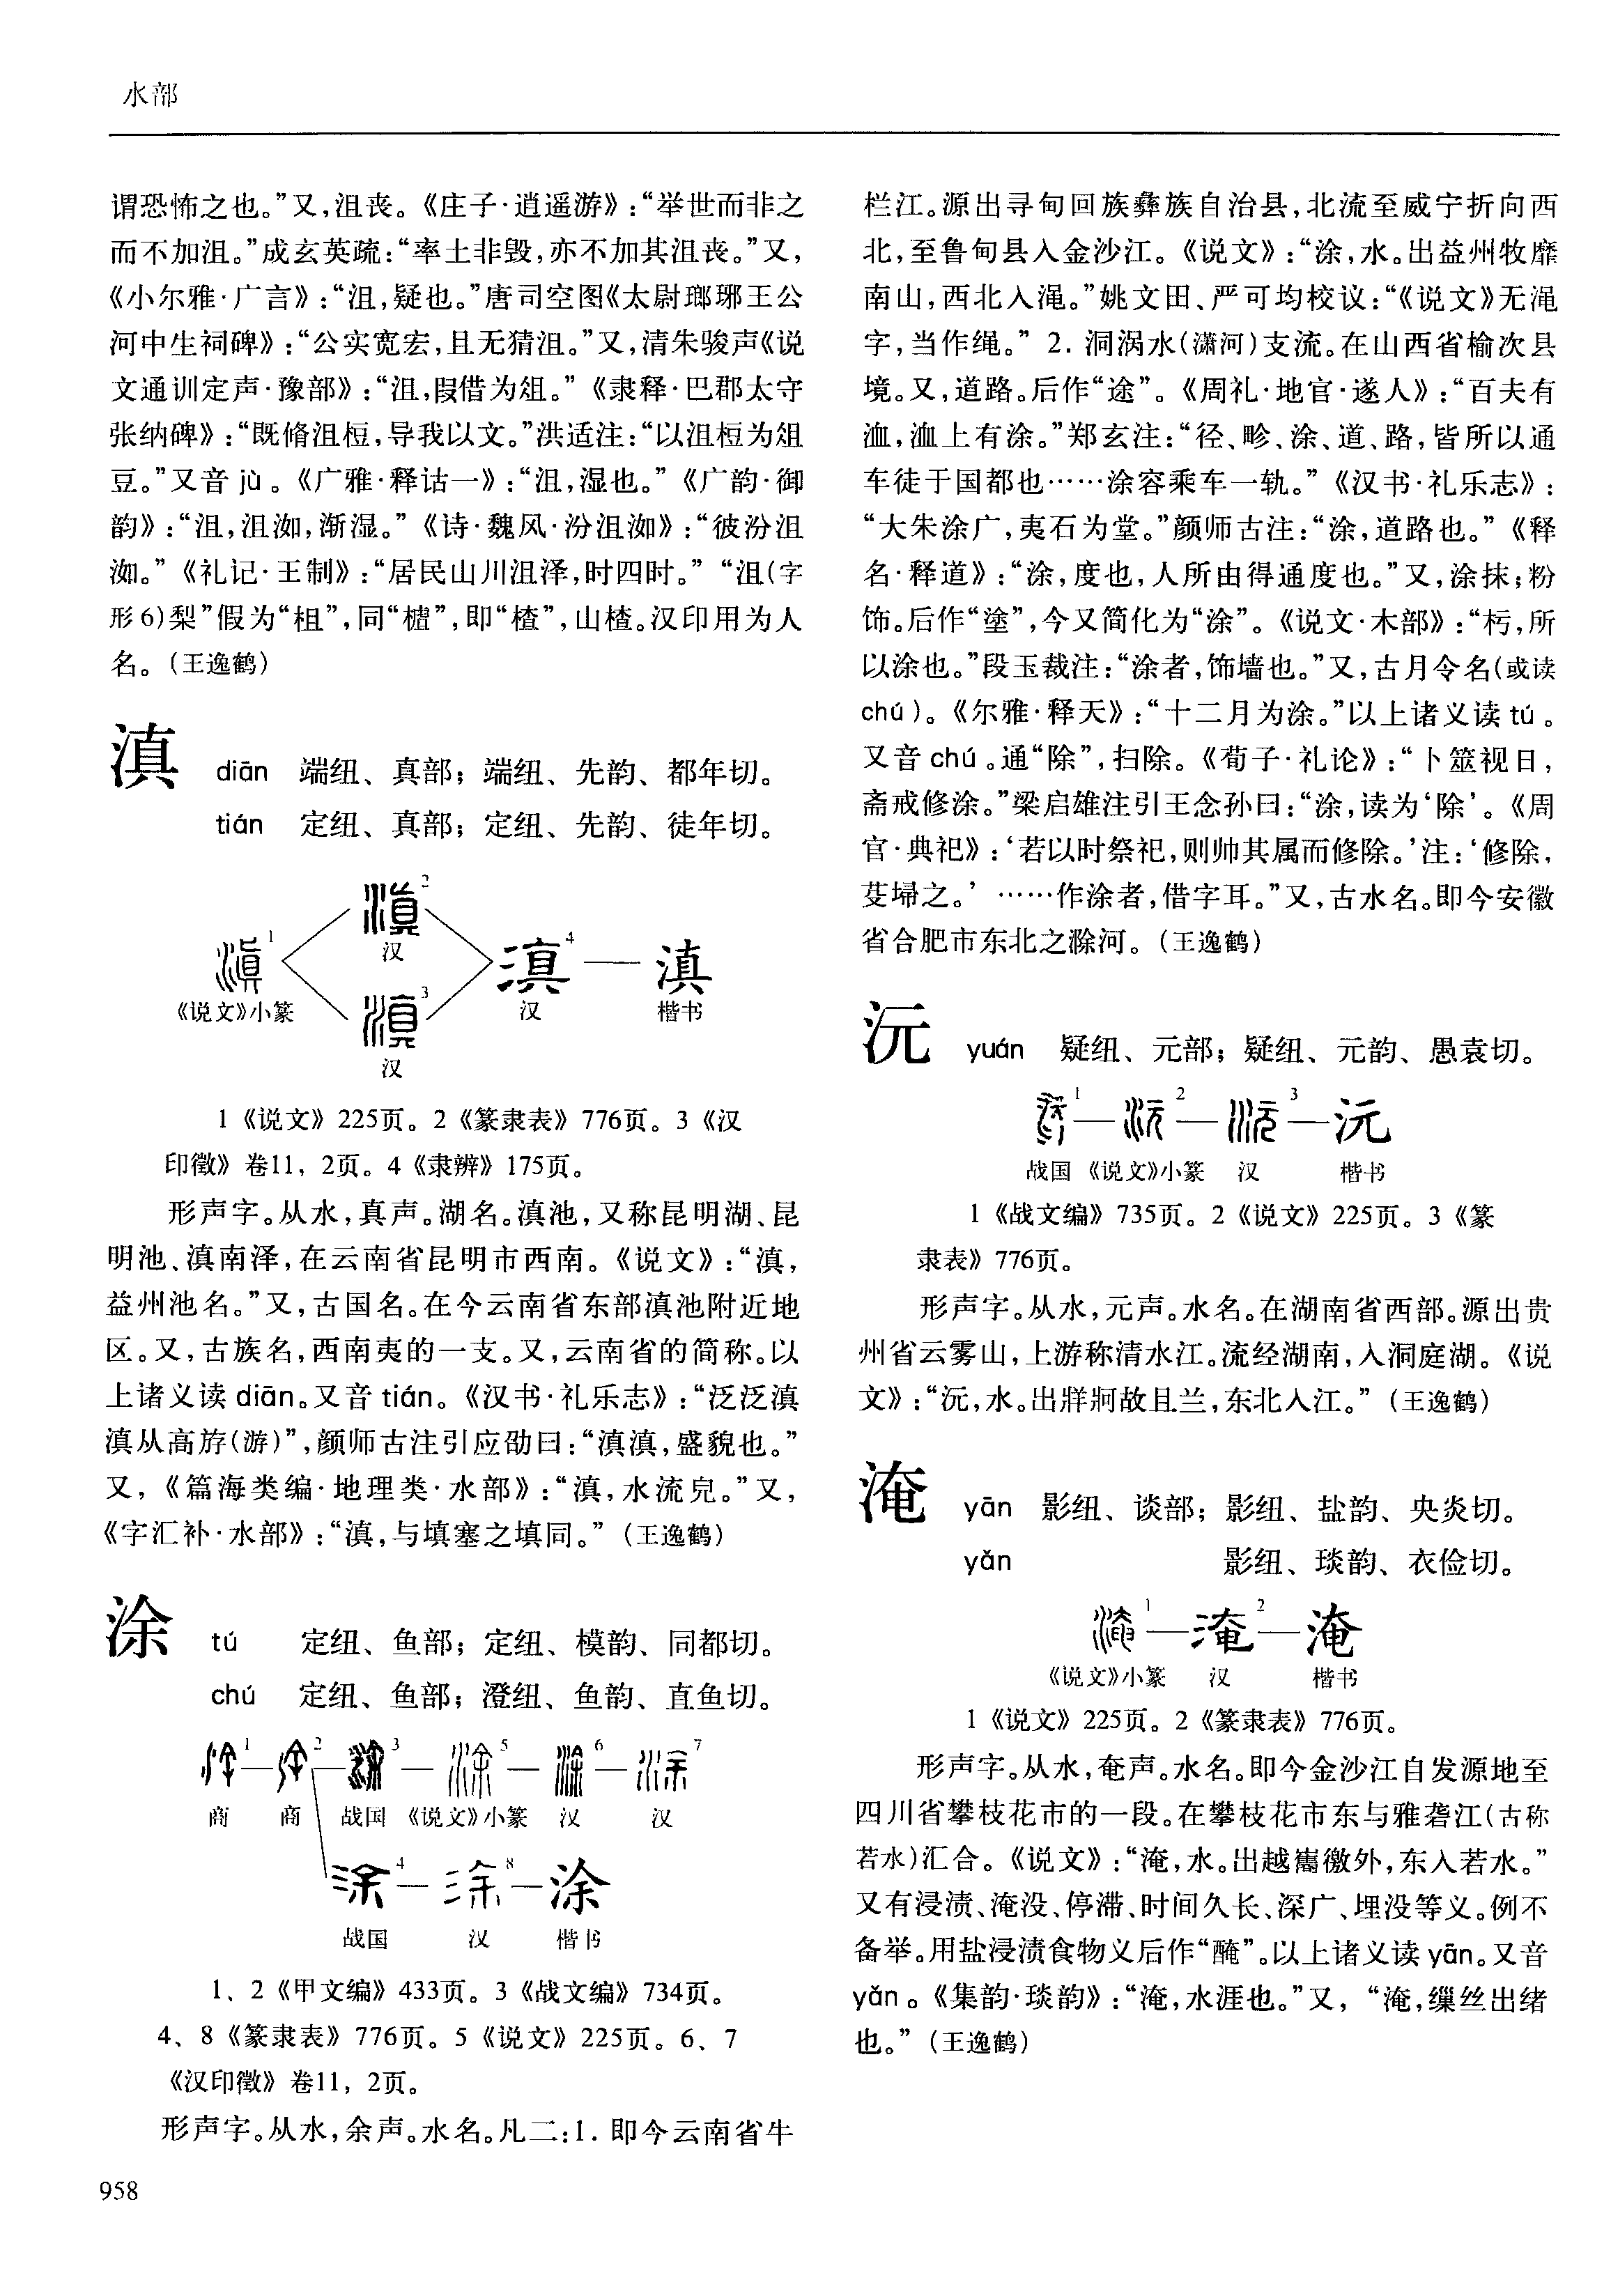 水部
谓恐怖之也。”又,沮丧。《庄子·逍遥游》:“举世而非之
而不加沮。”成玄英疏:“率土非毁,亦不加其沮丧。”又,
《小尔雅·广言》:“沮,疑也。”唐司空图《太尉瑯琊王公
河中生祠碑》:“公实宽宏,且无猜沮。”又,清朱骏声《说
文通训定声·豫部》:“沮,叚借为俎。”《隶释·巴郡太守
张纳碑》:“既脩沮梪,导我以文。”洪适注:“以沮梪为俎
豆。”又音 jù。《广雅·释诂一》:“沮,湿也。”《广韵·御
韵》:“沮,沮洳,渐湿。”《诗·魏风·汾沮洳》:“彼汾沮
洳。”《礼记·王制》:“居民山川沮泽,时四时。”“沮(字
形6)梨”假为“柤”,同“樝”,即“楂”,山楂。汉印用为人
名。(王逸鹤)
滇 diān 端纽、真部;端纽、先韵、都年切。
tián 定纽、真部;定纽、先韵、徒年切。
滇1 滇2 滇3 滇4 — 滇
《说文》小篆 汉 汉 汉 楷书
1《说文》225页。2《篆隶表》776页。3《汉
印徵》卷11,2页。4《隶辨》175页。
形声字。从水,真声。湖名。滇池,又称昆明湖、昆
明池、滇南泽,在云南省昆明市西南。《说文》:“滇,
益州池名。”又,古国名。在今云南省东部滇池附近地
区。又,古族名,西南夷的一支。又,云南省的简称。以
上诸义读 diān。又音 tián。《汉书·礼乐志》:“泛泛滇
滇从高斿(游)”,颜师古注引应劭曰:“滇滇,盛貌也。”
又,《篇海类编·地理类·水部》:“滇,水流皃。”又,
《字汇补·水部》:“滇,与填塞之填同。”(王逸鹤)
涂 tú 定纽、鱼部;定纽、模韵、同都切。
chú 定纽、鱼部;澄纽、鱼韵、直鱼切。
涂1 — 涂2 — 涂3 — 涂5 — 涂6 — 涂7
商 商 战国 《说文》小篆 汉 汉
涂4 — 涂8 — 涂
战国 汉 楷书
1、2《甲文编》433页。3《战文编》734页。
4、8《篆隶表》776页。5《说文》225页。6、7
《汉印徵》卷11,2页。
形声字。从水,余声。水名。凡二:1. 即今云南省牛
栏江。源出寻甸回族彝族自治县,北流至威宁折向西
北,至鲁甸县入金沙江。《说文》:“涂,水。出益州牧靡
南山,西北入渑。”姚文田、严可均校议:“《说文》无渑
字,当作绳。”2. 洞涡水(潇河)支流。在山西省榆次县
境。又,道路。后作“途”。《周礼·地官·遂人》:“百夫有
洫,洫上有涂。”郑玄注:“径、畛、涂、道、路,皆所以通
车徒于国都也……涂容乘车一轨。”《汉书·礼乐志》:
“大朱涂广,夷石为堂。”颜师古注:“涂,道路也。”《释
名·释道》:“涂,度也,人所由得通度也。”又,涂抹;粉
饰。后作“塗”,今又简化为“涂”。《说文·木部》:“杇,所
以涂也。”段玉裁注:“涂者,饰墙也。”又,古月令名(或读
chú)。《尔雅·释天》:“十二月为涂。”以上诸义读 tú。
又音 chú。通“除”,扫除。《荀子·礼论》:“卜筮视日,
斋戒修涂。”梁启雄注引王念孙曰:“涂,读为‘除’。《周
官·典祀》:‘若以时祭祀,则帅其属而修除。’注:‘修除,
芟埽之。’……作涂者,借字耳。”又,古水名。即今安徽
省合肥市东北之滁河。(王逸鹤)
沅 yuán 疑纽、元部;疑纽、元韵、愚袁切。
沅1 — 沅2 — 沅3 — 沅
战国 《说文》小篆 汉 楷书
1《战文编》735页。2《说文》225页。3《篆
隶表》776页。
形声字。从水,元声。水名。在湖南省西部。源出贵
州省云雾山,上游称清水江。流经湖南,入洞庭湖。《说
文》:“沅,水。出牂牁故且兰,东北入江。”(王逸鹤)
淹 yān 影纽、谈部;影纽、盐韵、央炎切。
yǎn 影纽、琰韵、衣俭切。
淹1 — 淹2 — 淹
《说文》小篆 汉 楷书
1《说文》225页。2《篆隶表》776页。
形声字。从水,奄声。水名。即今金沙江自发源地至
四川省攀枝花市的一段。在攀枝花市东与雅砻江(古称
若水)汇合。《说文》:“淹,水。出越巂徼外,东入若水。”
又有浸渍、淹没、停滞、时间久长、深广、埋没等义。例不
备举。用盐浸渍食物义后作“醃”。以上诸义读 yān。又音
yǎn。《集韵·琰韵》:“淹,水涯也。”又,“淹,缫丝出绪
也。”(王逸鹤)
958